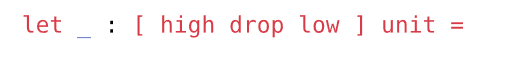 let _ : [ high drop low ] unit =